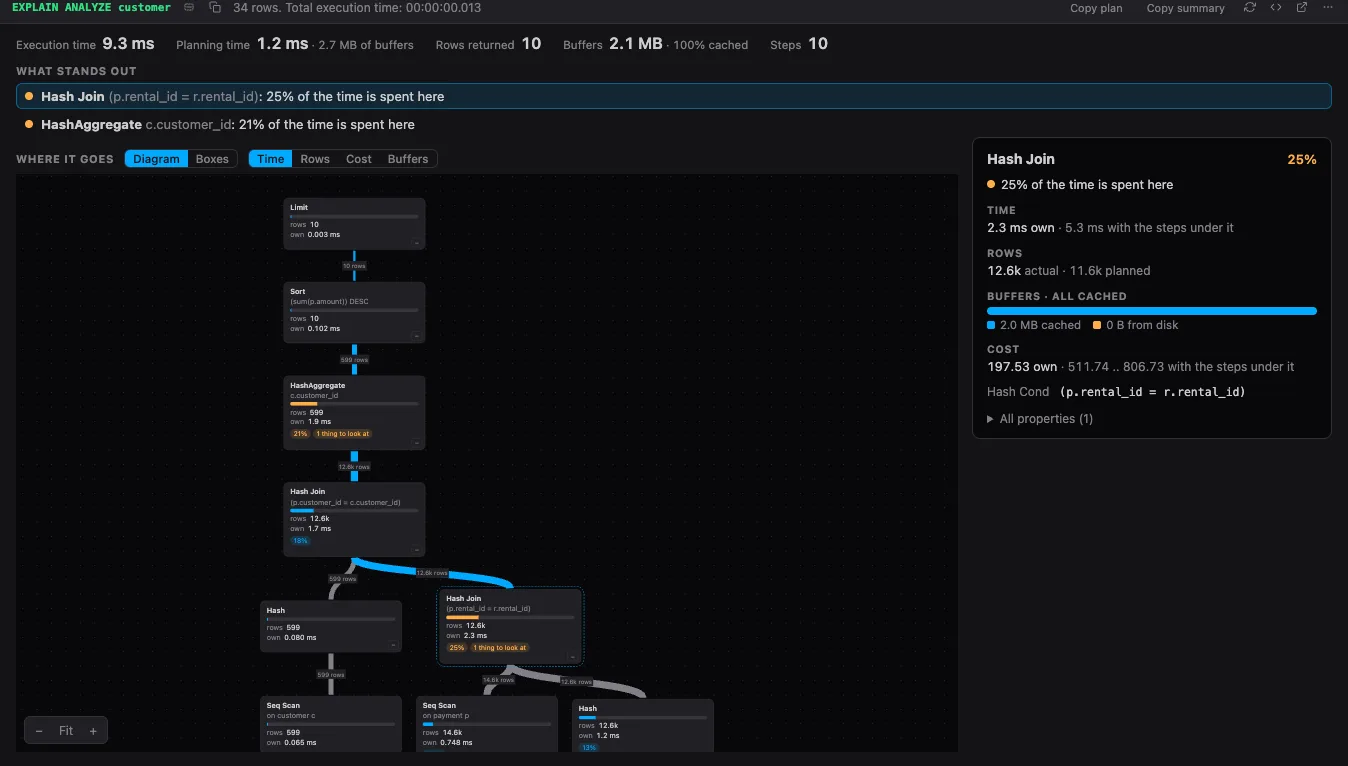 EXPLAIN ANALYZE customer 34 rows. Total execution time: 00:00:00.013 Copy plan Copy summary
Execution time 9.3 ms Planning time 1.2 ms · 2.7 MB of buffers Rows returned 10 Buffers 2.1 MB · 100% cached Steps 10
WHAT STANDS OUT
Hash Join (p.rental_id = r.rental_id): 25% of the time is spent here
HashAggregate c.customer_id: 21% of the time is spent here
WHERE IT GOES Diagram Boxes Time Rows Cost Buffers
Limit
rows 10
own 0.003 ms
10 rows
Sort
(sum(p.amount)) DESC
rows 10
own 0.102 ms
599 rows
HashAggregate
c.customer_id
rows 599
own 1.9 ms
21% 1 thing to look at
12.6k rows
Hash Join
(p.customer_id = c.customer_id)
rows 12.6k
own 1.7 ms
18%
599 rows
12.6k rows
Hash
rows 599
own 0.080 ms
Hash Join
(p.rental_id = r.rental_id)
rows 12.6k
own 2.3 ms
25% 1 thing to look at
599 rows
14.6k rows
12.6k rows
Seq Scan
on customer c
rows 599
own 0.065 ms
Seq Scan
on payment p
rows 14.6k
own 0.748 ms
Hash
rows 12.6k
own 1.2 ms
13%
− Fit +
Hash Join 25%
25% of the time is spent here
TIME
2.3 ms own · 5.3 ms with the steps under it
ROWS
12.6k actual · 11.6k planned
BUFFERS · ALL CACHED
2.0 MB cached 0 B from disk
COST
197.53 own · 511.74 .. 806.73 with the steps under it
Hash Cond (p.rental_id = r.rental_id)
All properties (1)